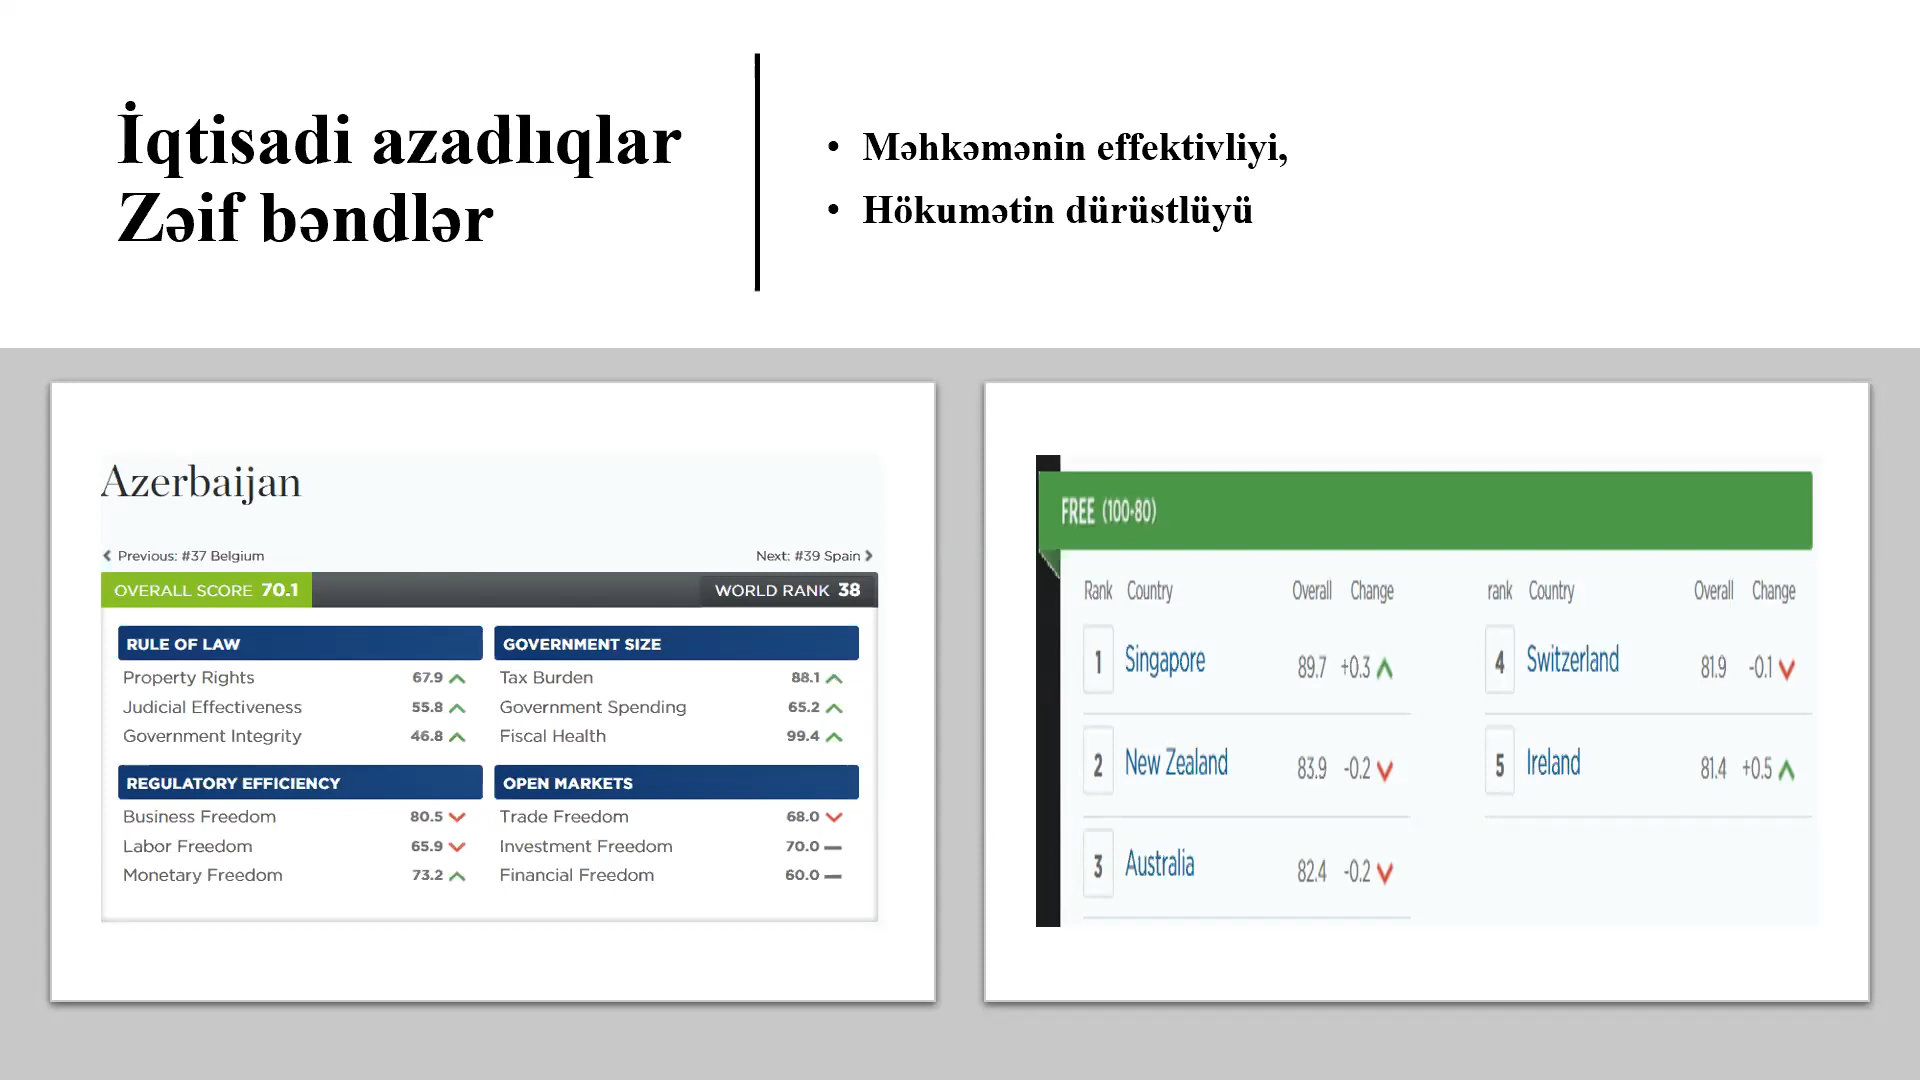 İqtisadi azadlıqlar
Zəif bəndlər
• Məhkəmənin effektivliyi,
• Hökumətin dürüstlüyü
Azerbaijan
Previous: #37 Belgium
Next: #39 Spain
OVERALL SCORE 70.1
WORLD RANK 38
RULE OF LAW
Property Rights 67.9
Judicial Effectiveness 55.8
Government Integrity 46.8
GOVERNMENT SIZE
Tax Burden 88.1
Government Spending 65.2
Fiscal Health 99.4
REGULATORY EFFICIENCY
Business Freedom 80.5
Labor Freedom 65.9
Monetary Freedom 73.2
OPEN MARKETS
Trade Freedom 68.0
Investment Freedom 70.0
Financial Freedom 60.0
FREE (100-80)
Rank Country Overall Change
1 Singapore 89.7 +0.3
2 New Zealand 83.9 -0.2
3 Australia 82.4 -0.2
rank Country Overall Change
4 Switzerland 81.9 -0.1
5 Ireland 81.4 +0.5